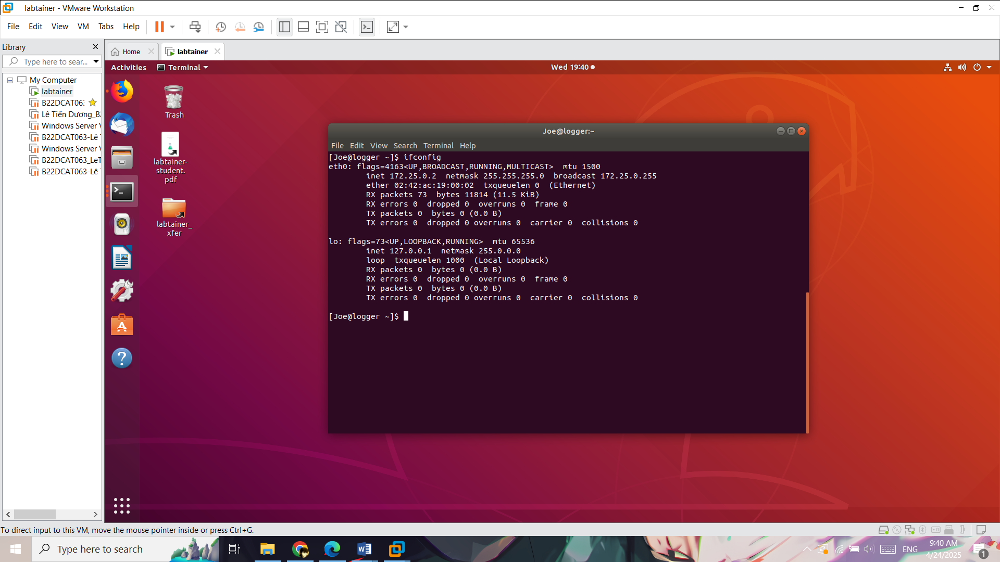 labtainer - VMware Workstation
File Edit View VM Tabs Help
Library
Home
labtainer
Type here to sear...
Activities
Terminal
Wed 19:40
My Computer
labtainer
B22DCAT06:
Lê Tiến Dương_B2
Windows Server V
B22DCAT063-Lê T
Windows Server V
B22DCAT063_LeT
B22DCAT063-Lê T
Trash
labtainer-
student.
pdf
labtainer_
xfer
Joe@logger:~
File Edit View Search Terminal Help
[Joe@logger ~]$ ifconfig
eth0: flags=4163<UP,BROADCAST,RUNNING,MULTICAST>  mtu 1500
        inet 172.25.0.2  netmask 255.255.255.0  broadcast 172.25.0.255
        ether 02:42:ac:19:00:02  txqueuelen 0  (Ethernet)
        RX packets 73  bytes 11814 (11.5 KiB)
        RX errors 0  dropped 0  overruns 0  frame 0
        TX packets 0  bytes 0 (0.0 B)
        TX errors 0  dropped 0 overruns 0  carrier 0  collisions 0
lo: flags=73<UP,LOOPBACK,RUNNING>  mtu 65536
        inet 127.0.0.1  netmask 255.0.0.0
        loop  txqueuelen 1000  (Local Loopback)
        RX packets 0  bytes 0 (0.0 B)
        RX errors 0  dropped 0  overruns 0  frame 0
        TX packets 0  bytes 0 (0.0 B)
        TX errors 0  dropped 0 overruns 0  carrier 0  collisions 0
[Joe@logger ~]$
To direct input to this VM, move the mouse pointer inside or press Ctrl+G.
Type here to search
ENG
9:40 AM
4/24/2025
1